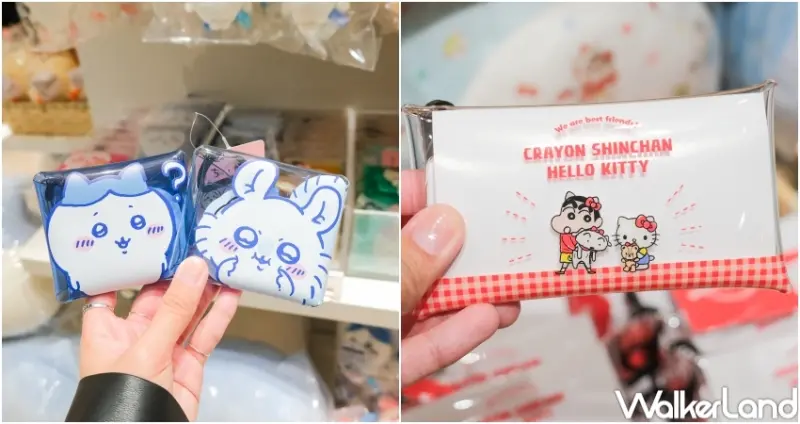 ?
We are best friends
CRAYON SHINCHAN
HELLO KITTY
WalkerLand